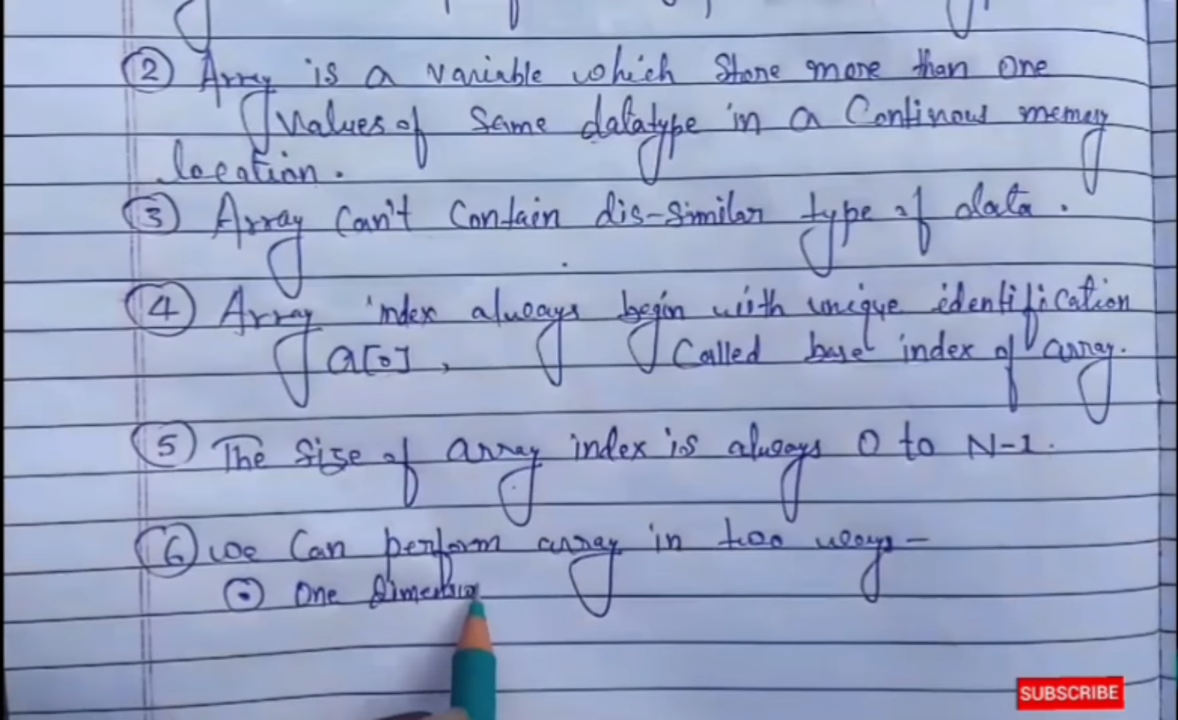 ② Array is a variable which Store more than one
values of same datatype in a Continous memory
location.
③ Array Can't Contain dis-similar type of data.
④ Array index always begin with unique identification
a[0], Called base index of array.
⑤ The Size of array index is always 0 to N-1.
⑥ we Can perform array in two ways-
⊙ One Dimension
SUBSCRIBE